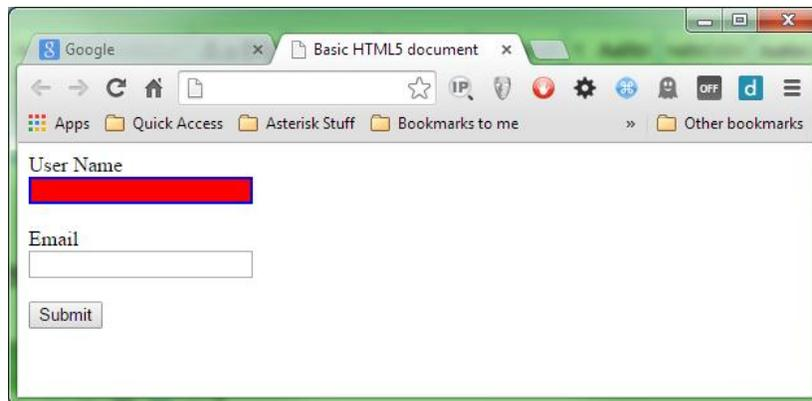 Google
Basic HTML5 document
IP
OFF
d
Apps Quick Access Asterisk Stuff Bookmarks to me » Other bookmarks
User Name
Email
Submit